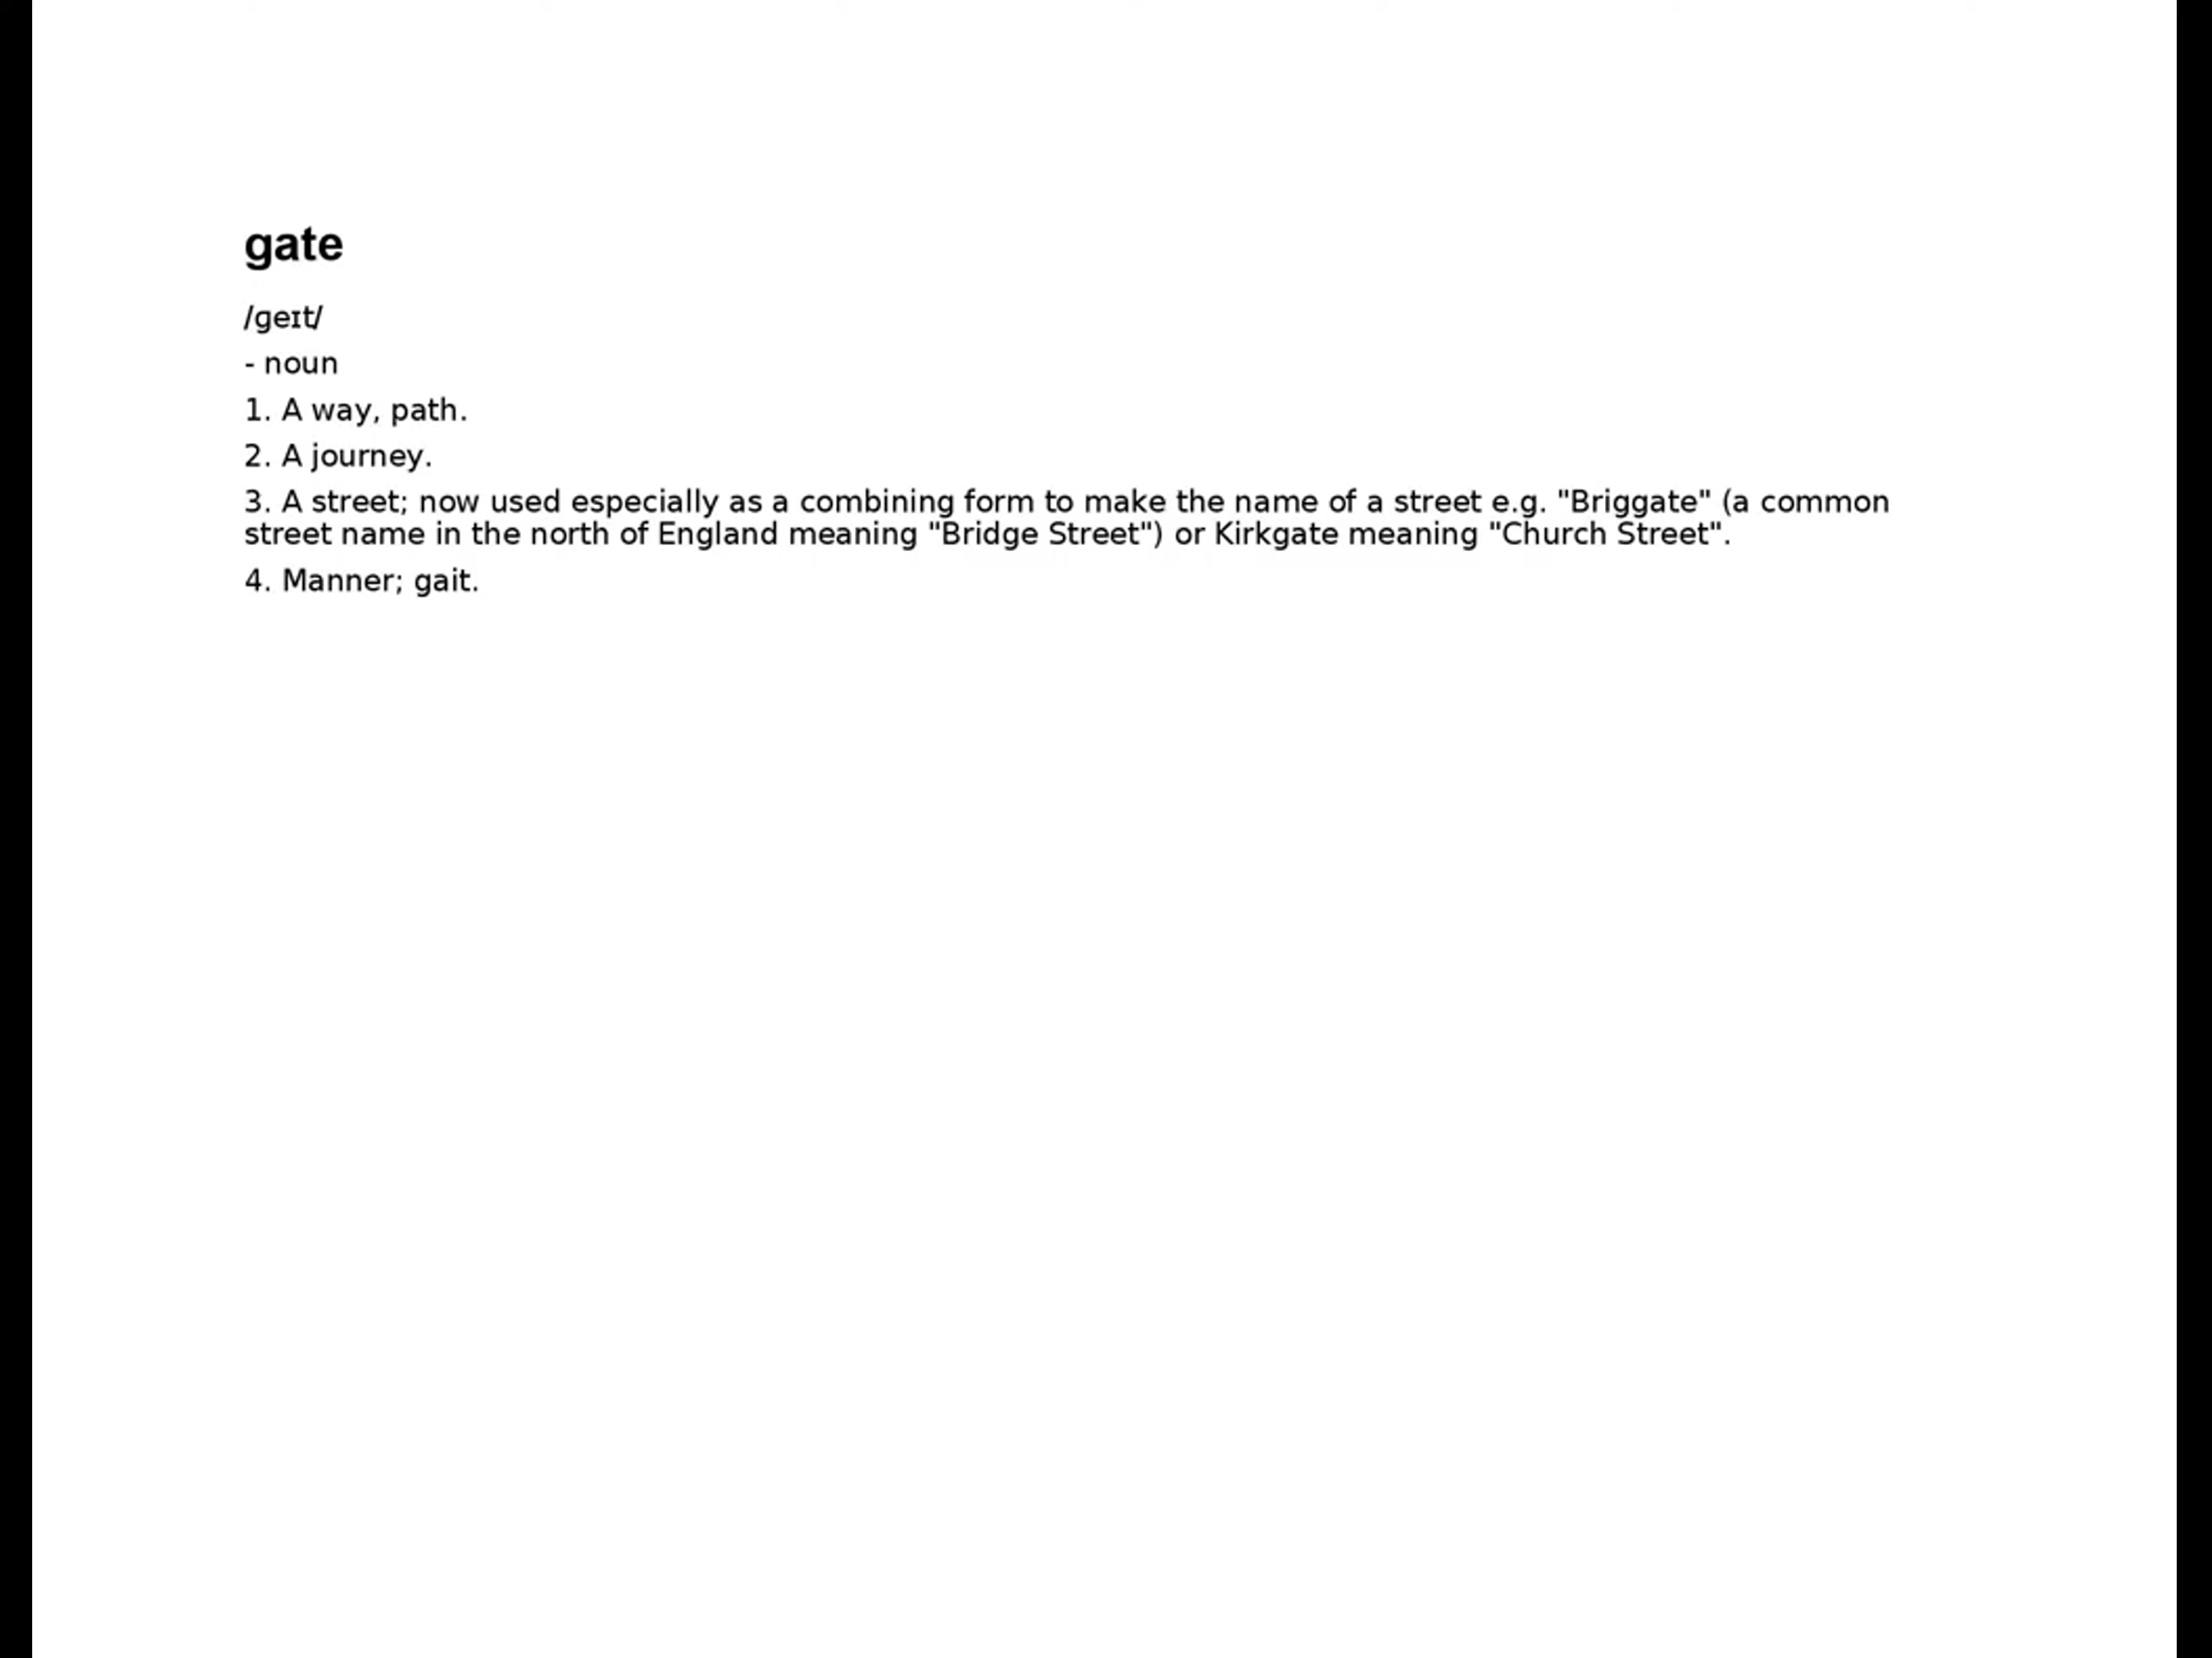 gate
/ɡeɪt/
- noun
1. A way, path.
2. A journey.
3. A street; now used especially as a combining form to make the name of a street e.g. "Briggate" (a common
street name in the north of England meaning "Bridge Street") or Kirkgate meaning "Church Street".
4. Manner; gait.